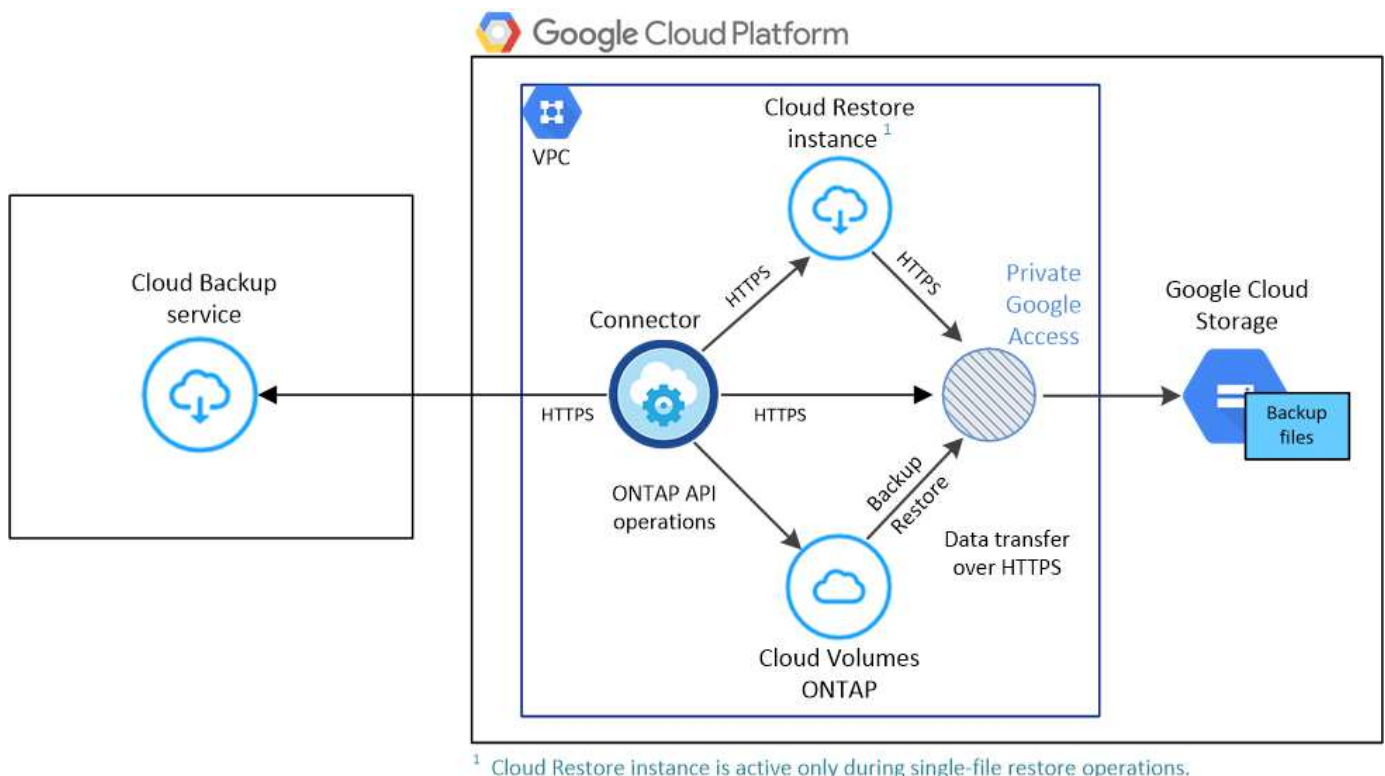 Google Cloud Platform
VPC
Cloud Restore
instance 1
Cloud Backup
service
HTTPS
HTTPS
Private
Google
Access
Google Cloud
Storage
Connector
HTTPS
HTTPS
Backup
files
ONTAP API
operations
Backup
Restore
Data transfer
over HTTPS
Cloud Volumes
ONTAP
1 Cloud Restore instance is active only during single-file restore operations.